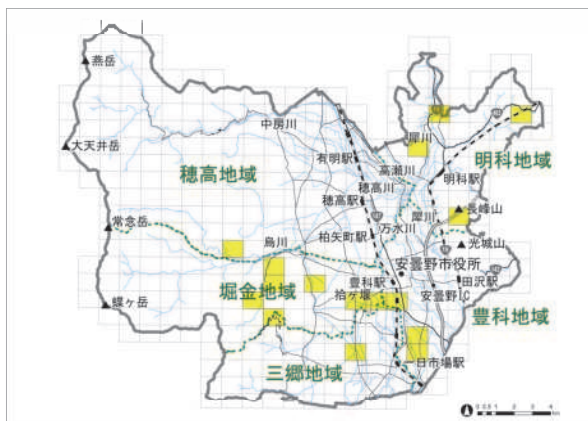 燕岳
中房川
犀川
大天井岳
有明駅
明科地域
高瀬川
穂高地域
穂高川
明科駅
穂高駅
長峰山
犀川
常念岳
柏矢町駅
万水川
光城山
烏川
安曇野市役所
豊科駅
田沢駅
堀金地域
拾ヶ堰
安曇野IC
蝶ヶ岳
豊科地域
一日市場駅
三郷地域